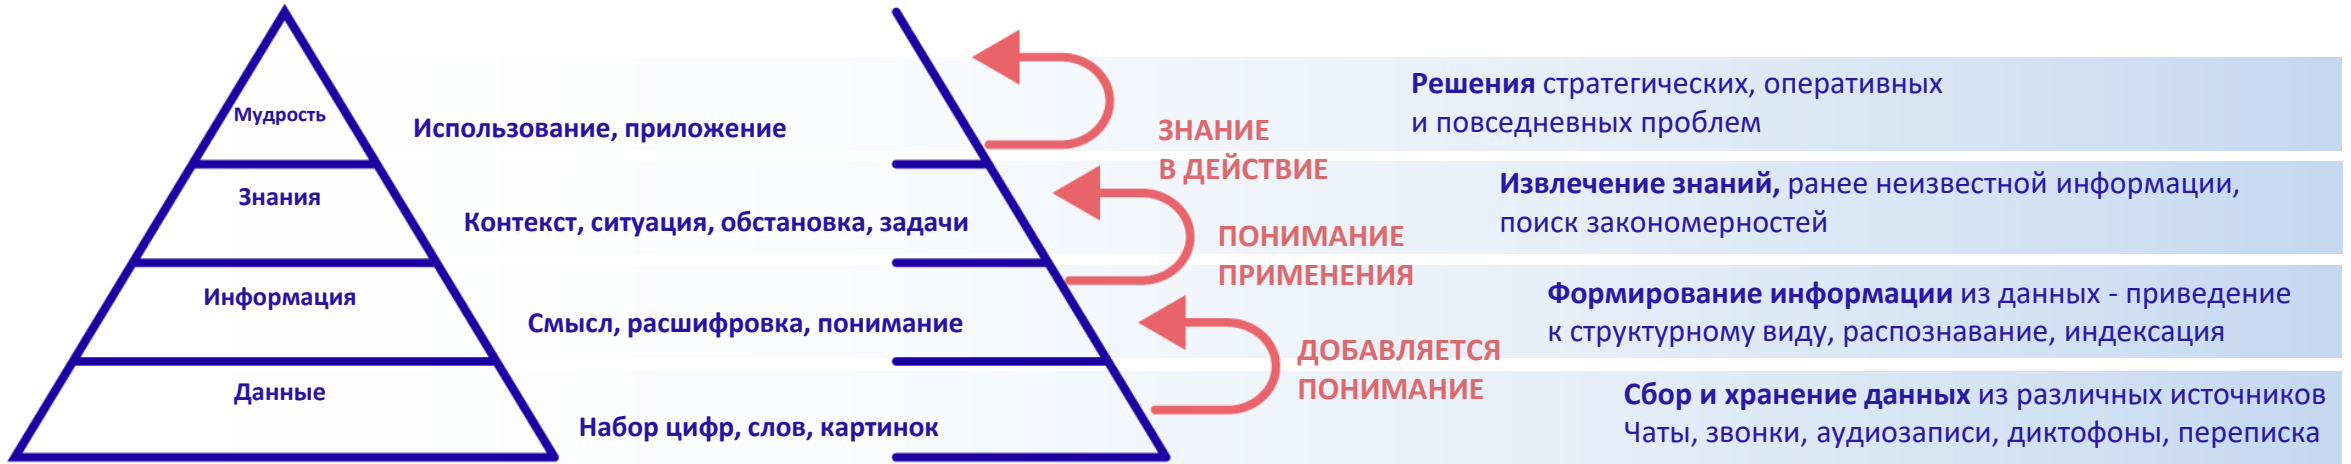 Мудрость
Использование, приложение
ЗНАНИЕ
В ДЕЙСТВИЕ
Решения стратегических, оперативных
и повседневных проблем
Знания
Контекст, ситуация, обстановка, задачи
ПОНИМАНИЕ
ПРИМЕНЕНИЯ
Извлечение знаний, ранее неизвестной информации,
поиск закономерностей
Информация
Смысл, расшифровка, понимание
ДОБАВЛЯЕТСЯ
ПОНИМАНИЕ
Формирование информации из данных - приведение
к структурному виду, распознавание, индексация
Данные
Набор цифр, слов, картинок
Сбор и хранение данных из различных источников
Чаты, звонки, аудиозаписи, диктофоны, переписка